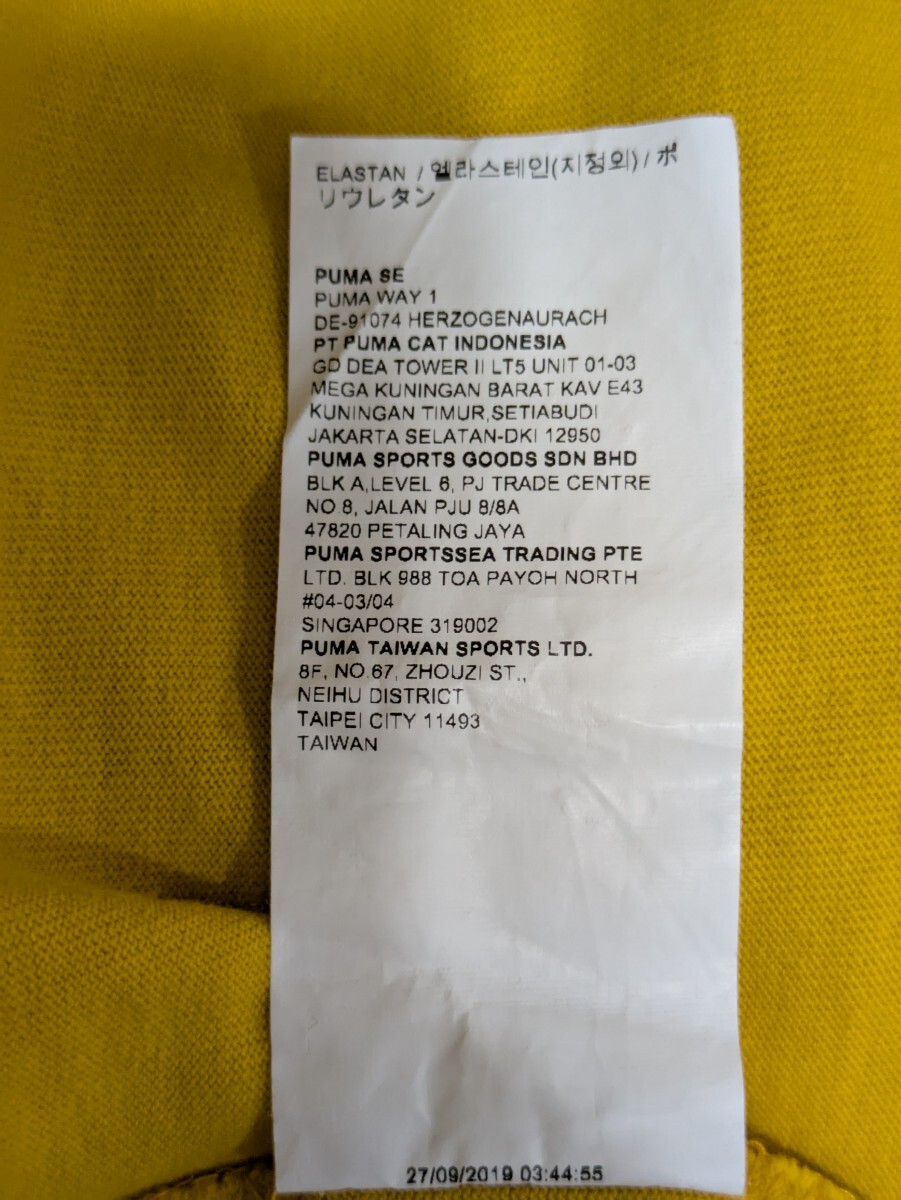 ELASTAN / 엘라스테인(지정외) / ポ
リウレタン
PUMA SE
PUMA WAY 1
DE-91074 HERZOGENAURACH
PT PUMA CAT INDONESIA
GD DEA TOWER II LT5 UNIT 01-03
MEGA KUNINGAN BARAT KAV E43
KUNINGAN TIMUR,SETIABUDI
JAKARTA SELATAN-DKI 12950
PUMA SPORTS GOODS SDN BHD
BLK A,LEVEL 6, PJ TRADE CENTRE
NO.8, JALAN PJU 8/8A
47820 PETALING JAYA
PUMA SPORTSSEA TRADING PTE
LTD. BLK 988 TOA PAYOH NORTH
#04-03/04
SINGAPORE 319002
PUMA TAIWAN SPORTS LTD.
8F, NO.67, ZHOUZI ST.,
NEIHU DISTRICT
TAIPEI CITY 11493
TAIWAN
27/09/2019 03:44:55